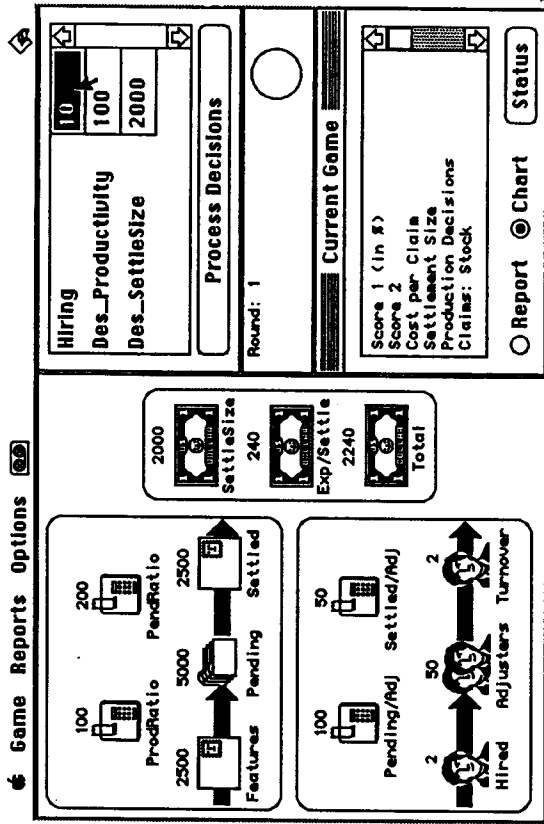 Game Reports Options
100
ProdRatio
200
PendRatio
2500
Features
5000
Pending
2500
Settled
100
Pending/Adj
50
Settled/Adj
2
Hired
50
Adjusters
2
Turnover
2000
SettleSize
240
Exp/Settle
2240
Total
Hiring 10
Des_Productivity 100
Des_SettleSize 2000
Process Decisions
Round: 1
Current Game
Score 1 (in %)
Score 2
Cost per Claim
Settlement Size
Production Decisions
Claims: Stock
Report Chart Status